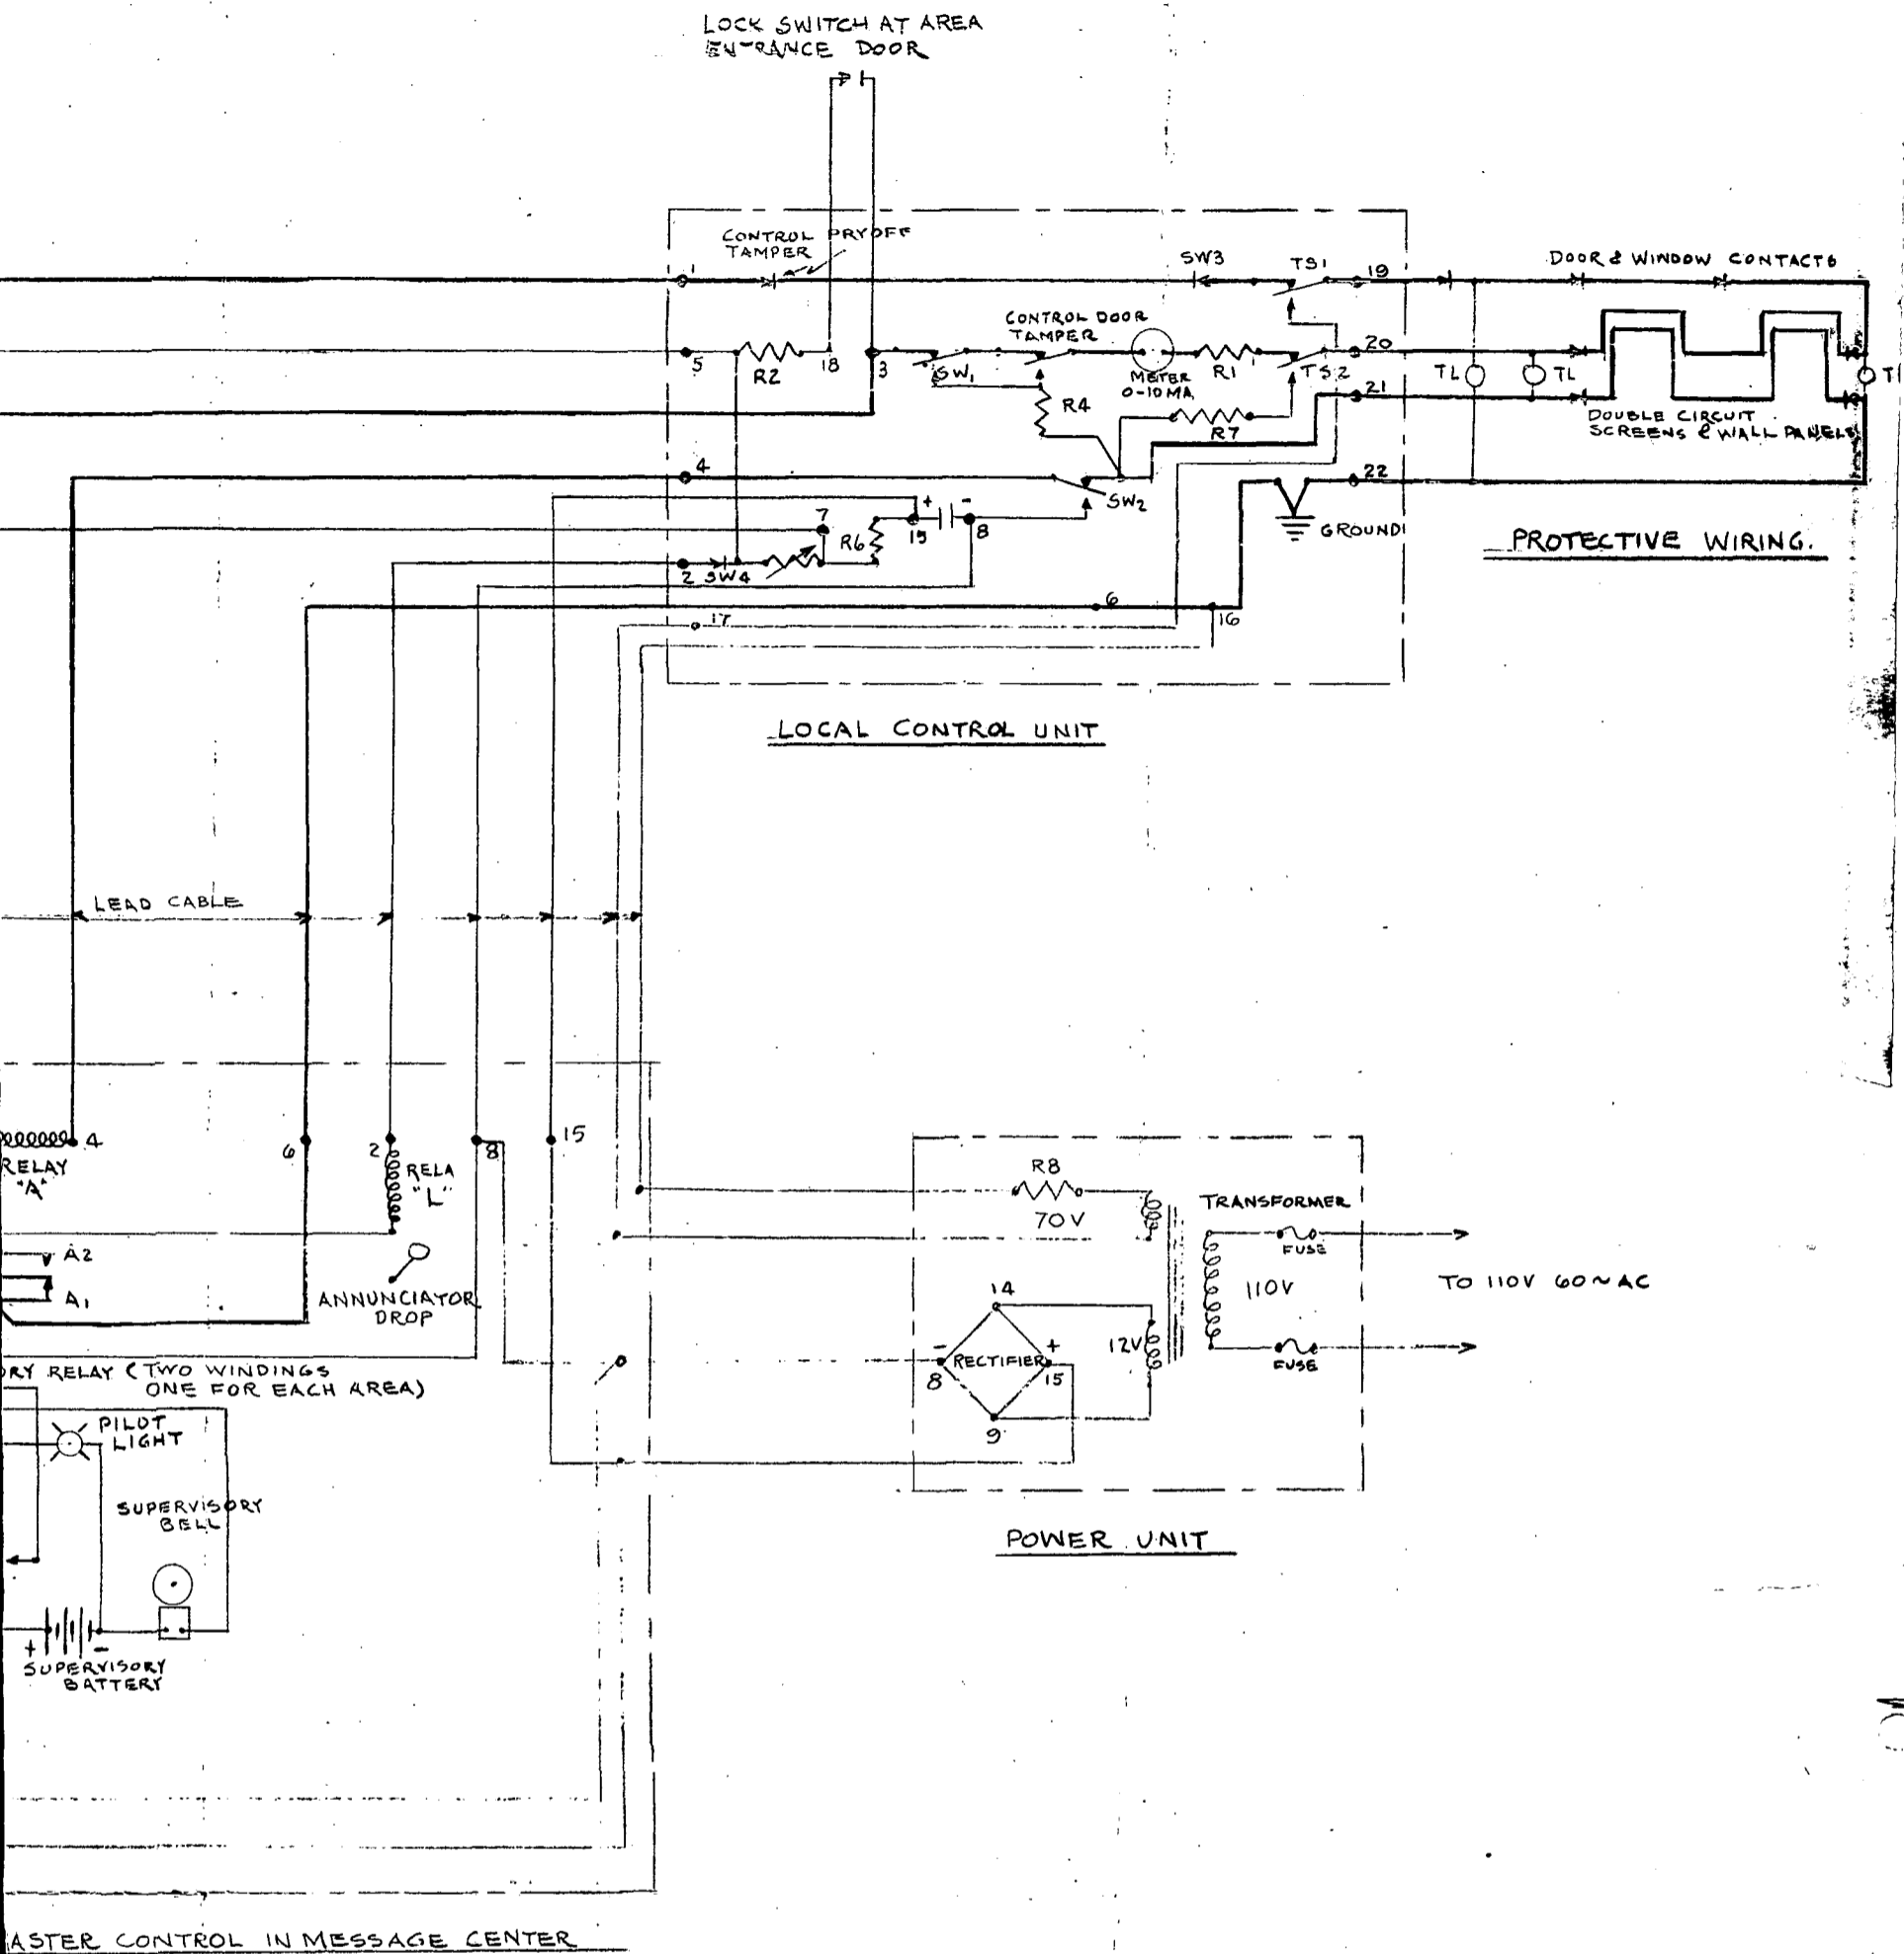 LOCK SWITCH AT AREA
ENTRANCE DOOR
CONTROL PRYOFF
TAMPER
1
SW3
TS1
19
DOOR & WINDOW CONTACTS
CONTROL DOOR
TAMPER
5
R2
18
3
SW1
METER
0-10 MA
R1
TS2
20
21
TL
TL
R4
R7
DOUBLE CIRCUIT
SCREENS & WALL PANELS
4
SW2
22
+ -
7
R6
15
8
GROUND
PROTECTIVE WIRING.
2 SW4
6
17
16
LOCAL CONTROL UNIT
LEAD CABLE
4
6
2
8
15
RELAY
"A"
RELA
"L"
R8
70V
TRANSFORMER
FUSE
A2
A1
ANNUNCIATOR
DROP
14
110V
TO 110V 60~AC
- +
RECTIFIER
12V
8
15
FUSE
9
RY RELAY (TWO WINDINGS
ONE FOR EACH AREA)
PILOT
LIGHT
SUPERVISORY
BELL
POWER UNIT
+ -
SUPERVISORY
BATTERY
ASTER CONTROL IN MESSAGE CENTER